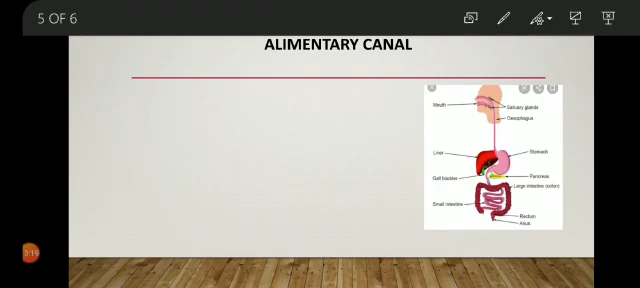 5 OF 6
ALIMENTARY CANAL
Mouth
Salivary glands
Oesophagus
Liver
Stomach
Gall bladder
Pancreas
Large intestine (colon)
Small intestine
Rectum
Anus
3:19